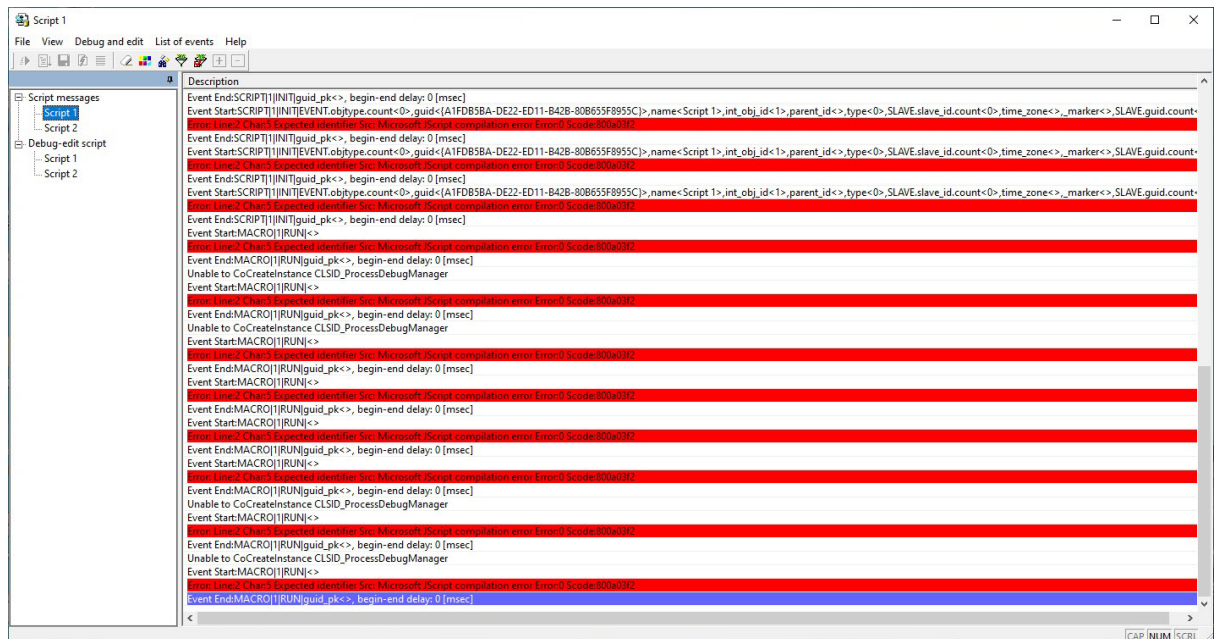 Script 1
File View Debug and edit List of events Help
Description
Script messages
Script 1
Script 2
Debug-edit script
Script 1
Script 2
Event End:SCRIPT|1|INIT|guid_pk<>, begin-end delay: 0 [msec]
Event Start:SCRIPT|1|INIT|EVENT.objtype.count<0>,guid<{A1FDB5BA-DE22-ED11-B42B-80B655F8955C}>,name<Script 1>,int_obj_id<1>,parent_id<>,type<0>,SLAVE.slave_id.count<0>,time_zone<>,_marker<>,SLAVE.guid.count<
Error: Line:2 Char:5 Expected identifier Src: Microsoft JScript compilation error Error:0 Scode:800a03f2
Event End:SCRIPT|1|INIT|guid_pk<>, begin-end delay: 0 [msec]
Event Start:SCRIPT|1|INIT|EVENT.objtype.count<0>,guid<{A1FDB5BA-DE22-ED11-B42B-80B655F8955C}>,name<Script 1>,int_obj_id<1>,parent_id<>,type<0>,SLAVE.slave_id.count<0>,time_zone<>,_marker<>,SLAVE.guid.count<
Error: Line:2 Char:5 Expected identifier Src: Microsoft JScript compilation error Error:0 Scode:800a03f2
Event End:SCRIPT|1|INIT|guid_pk<>, begin-end delay: 0 [msec]
Event Start:SCRIPT|1|INIT|EVENT.objtype.count<0>,guid<{A1FDB5BA-DE22-ED11-B42B-80B655F8955C}>,name<Script 1>,int_obj_id<1>,parent_id<>,type<0>,SLAVE.slave_id.count<0>,time_zone<>,_marker<>,SLAVE.guid.count<
Error: Line:2 Char:5 Expected identifier Src: Microsoft JScript compilation error Error:0 Scode:800a03f2
Event End:SCRIPT|1|INIT|guid_pk<>, begin-end delay: 0 [msec]
Event Start:MACRO|1|RUN|<>
Error: Line:2 Char:5 Expected identifier Src: Microsoft JScript compilation error Error:0 Scode:800a03f2
Event End:MACRO|1|RUN|guid_pk<>, begin-end delay: 0 [msec]
Unable to CoCreateInstance CLSID_ProcessDebugManager
Event Start:MACRO|1|RUN|<>
Error: Line:2 Char:5 Expected identifier Src: Microsoft JScript compilation error Error:0 Scode:800a03f2
Event End:MACRO|1|RUN|guid_pk<>, begin-end delay: 0 [msec]
Unable to CoCreateInstance CLSID_ProcessDebugManager
Event Start:MACRO|1|RUN|<>
Error: Line:2 Char:5 Expected identifier Src: Microsoft JScript compilation error Error:0 Scode:800a03f2
Event End:MACRO|1|RUN|guid_pk<>, begin-end delay: 0 [msec]
Event Start:MACRO|1|RUN|<>
Error: Line:2 Char:5 Expected identifier Src: Microsoft JScript compilation error Error:0 Scode:800a03f2
Event End:MACRO|1|RUN|guid_pk<>, begin-end delay: 0 [msec]
Event Start:MACRO|1|RUN|<>
Error: Line:2 Char:5 Expected identifier Src: Microsoft JScript compilation error Error:0 Scode:800a03f2
Event End:MACRO|1|RUN|guid_pk<>, begin-end delay: 0 [msec]
Event Start:MACRO|1|RUN|<>
Error: Line:2 Char:5 Expected identifier Src: Microsoft JScript compilation error Error:0 Scode:800a03f2
Event End:MACRO|1|RUN|guid_pk<>, begin-end delay: 0 [msec]
Unable to CoCreateInstance CLSID_ProcessDebugManager
Event Start:MACRO|1|RUN|<>
Error: Line:2 Char:5 Expected identifier Src: Microsoft JScript compilation error Error:0 Scode:800a03f2
Event End:MACRO|1|RUN|guid_pk<>, begin-end delay: 0 [msec]
Unable to CoCreateInstance CLSID_ProcessDebugManager
Event Start:MACRO|1|RUN|<>
Error: Line:2 Char:5 Expected identifier Src: Microsoft JScript compilation error Error:0 Scode:800a03f2
Event End:MACRO|1|RUN|guid_pk<>, begin-end delay: 0 [msec]
CAP NUM SCRL